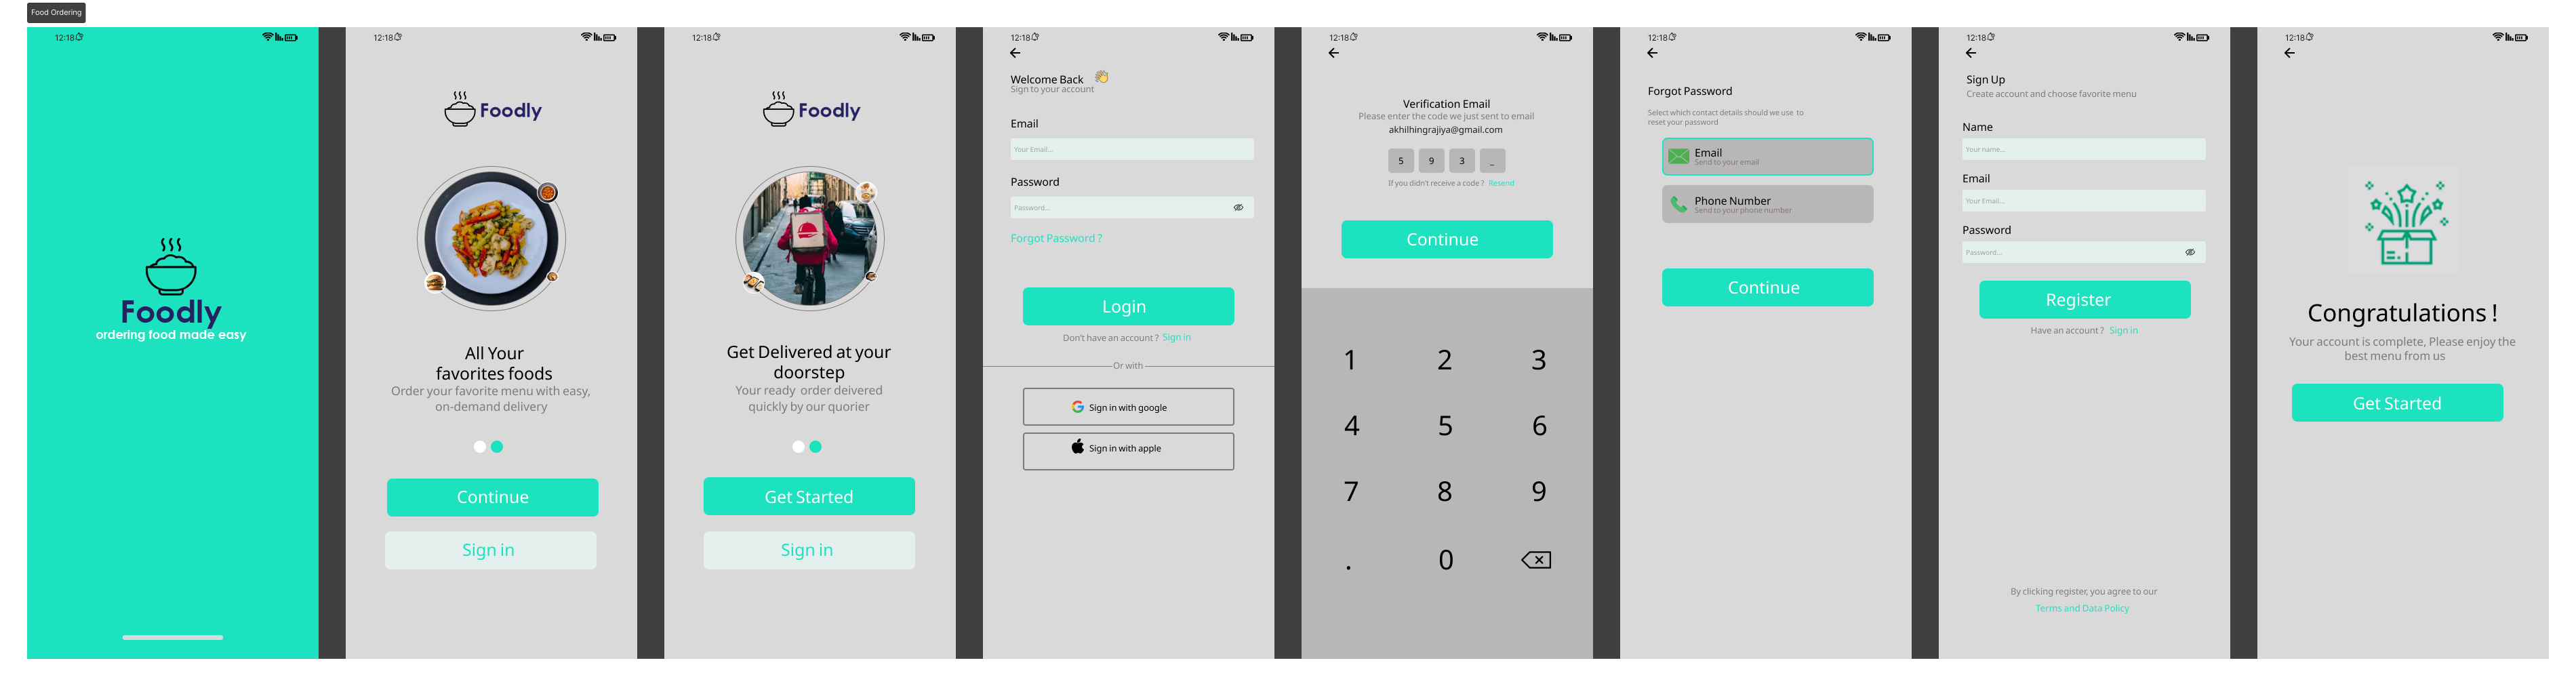 Food Ordering
12:18
Foodly
ordering food made easy
12:18
Foodly
All Your
favorites foods
Order your favorite menu with easy,
on-demand delivery
Continue
Sign in
12:18
Foodly
Get Delivered at your
doorstep
Your ready order deivered
quickly by our quorier
Get Started
Sign in
12:18
Welcome Back
Sign to your account
Email
Your Email...
Password
Password...
Forgot Password ?
Login
Don't have an account ? Sign in
Or with
Sign in with google
Sign in with apple
12:18
Verification Email
Please enter the code we just sent to email
akhilhingrajiya@gmail.com
5 9 3 _
If you didn't receive a code ? Resend
Continue
1 2 3
4 5 6
7 8 9
. 0
12:18
Forgot Password
Select which contact details should we use to
reset your password
Email
Send to your email
Phone Number
Send to your phone number
Continue
12:18
Sign Up
Create account and choose favorite menu
Name
Your name...
Email
Your Email...
Password
Password...
Register
Have an account ? Sign in
By clicking register, you agree to our
Terms and Data Policy
12:18
Congratulations !
Your account is complete, Please enjoy the
best menu from us
Get Started